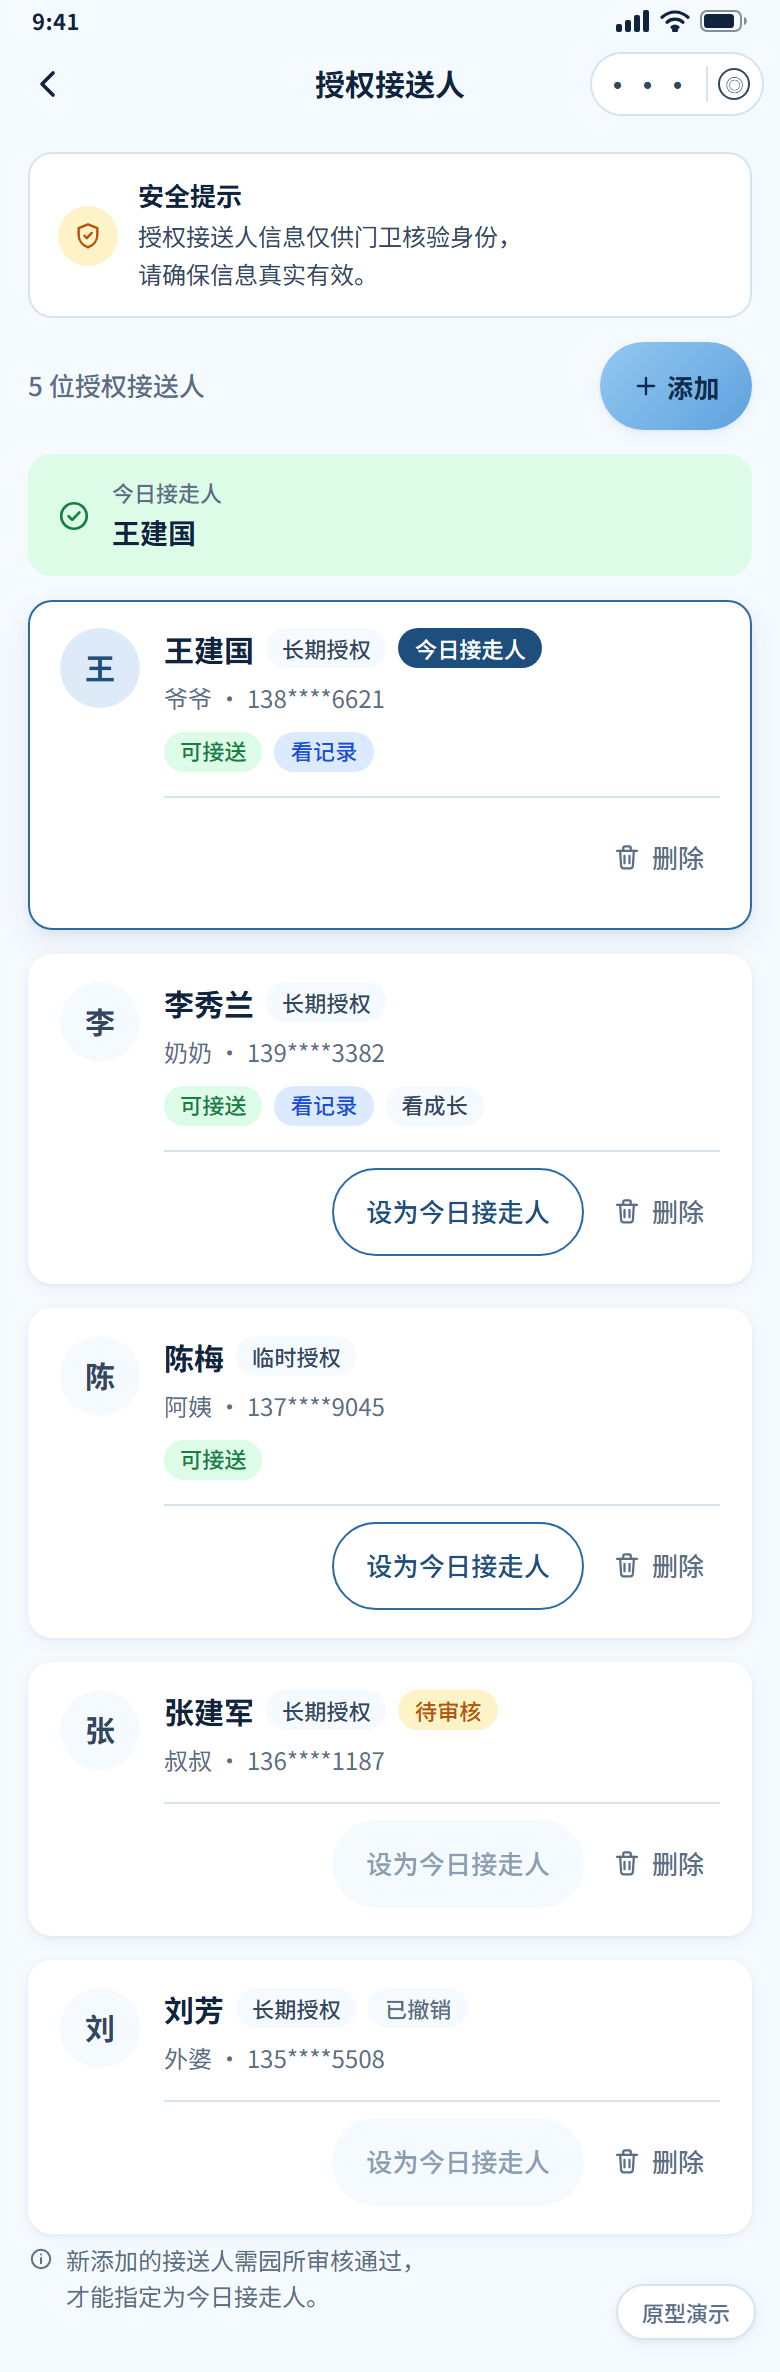 9:41
授权接送人
安全提示
授权接送人信息仅供门卫核验身份，
请确保信息真实有效。
5 位授权接送人
添加
今日接走人
王建国
王
王建国 长期授权 今日接走人
爷爷 · 138****6621
可接送 看记录
删除
李
李秀兰 长期授权
奶奶 · 139****3382
可接送 看记录 看成长
设为今日接走人 删除
陈
陈梅 临时授权
阿姨 · 137****9045
可接送
设为今日接走人 删除
张
张建军 长期授权 待审核
叔叔 · 136****1187
设为今日接走人 删除
刘
刘芳 长期授权 已撤销
外婆 · 135****5508
设为今日接走人 删除
新添加的接送人需园所审核通过，
才能指定为今日接走人。
原型演示